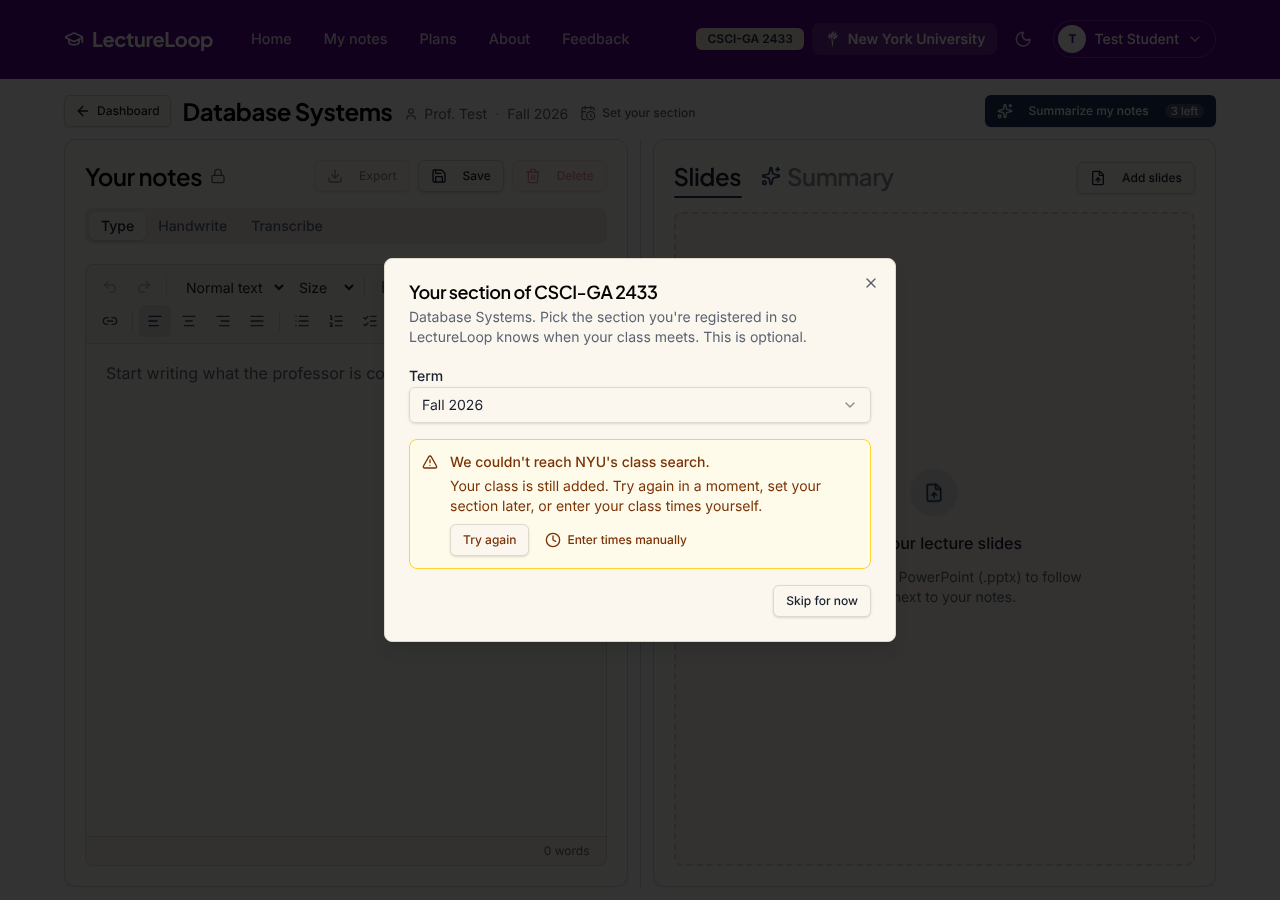 LectureLoop
Home
My notes
Plans
About
Feedback
CSCI-GA 2433
New York University
T
Test Student
Dashboard
Database Systems
Prof. Test · Fall 2026
Set your section
Summarize my notes
3 left
Your notes
Export
Save
Delete
Slides
Summary
Add slides
Type
Handwrite
Transcribe
Normal text
Size
Start writing what the professor is co
0 words
Your section of CSCI-GA 2433
Database Systems. Pick the section you're registered in so
LectureLoop knows when your class meets. This is optional.
Term
Fall 2026
We couldn't reach NYU's class search.
Your class is still added. Try again in a moment, set your
section later, or enter your class times yourself.
Try again
Enter times manually
Skip for now
our lecture slides
PowerPoint (.pptx) to follow
next to your notes.